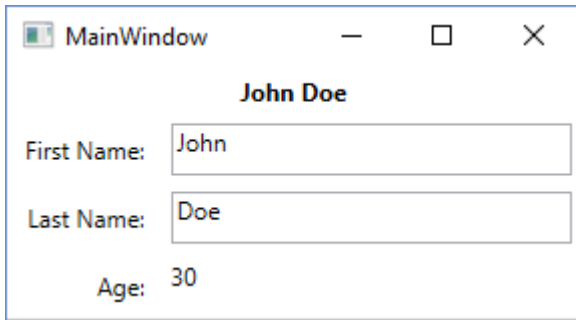 MainWindow
John Doe
First Name: John
Last Name: Doe
Age: 30